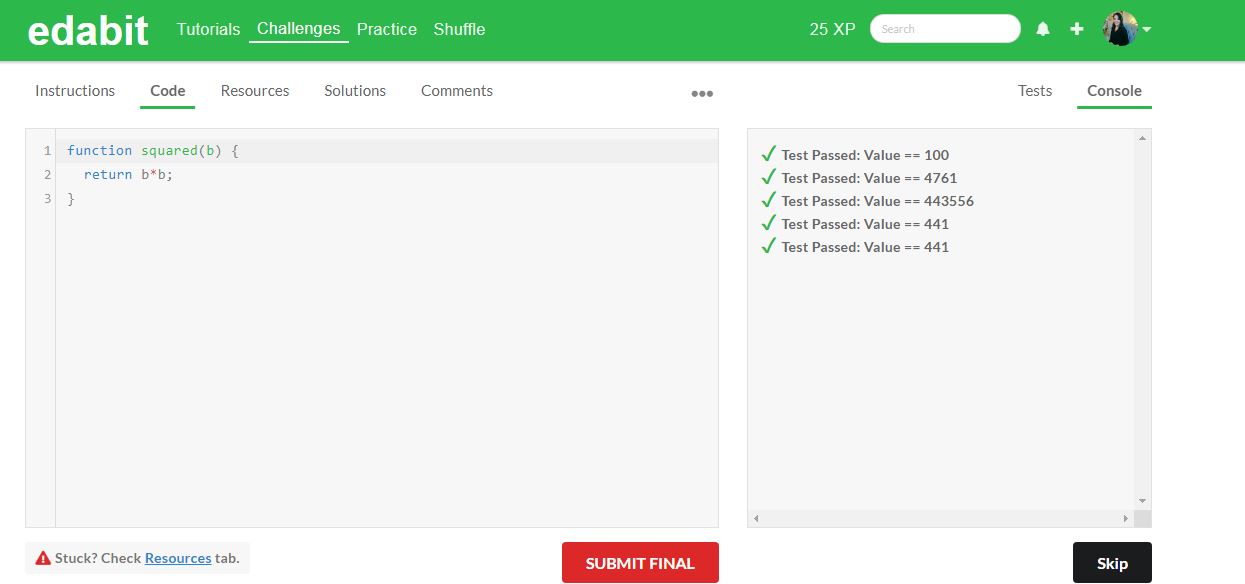 edabit Tutorials Challenges Practice Shuffle 25 XP Search
Instructions Code Resources Solutions Comments Tests Console
1 function squared(b) {
2 return b*b;
3 }
Test Passed: Value == 100
Test Passed: Value == 4761
Test Passed: Value == 443556
Test Passed: Value == 441
Test Passed: Value == 441
Stuck? Check Resources tab. SUBMIT FINAL Skip